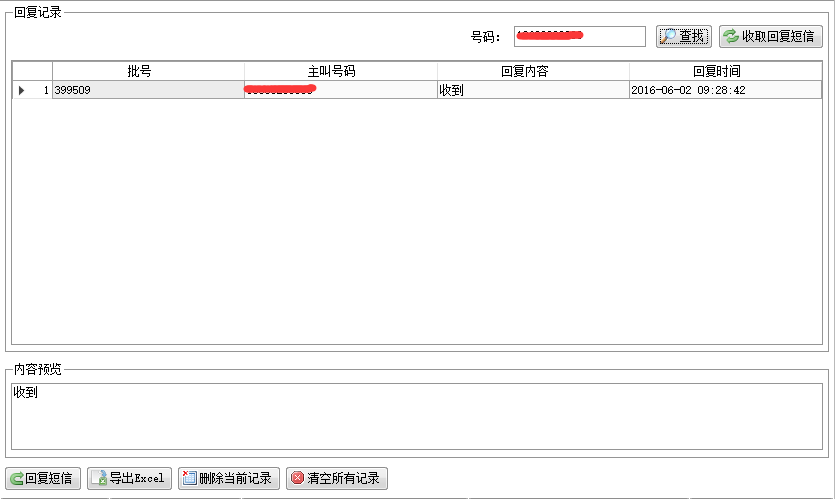 回复记录
号码： 查找 收取回复短信
批号 主叫号码 回复内容 回复时间
1 399509 收到 2016-06-02 09:28:42
内容预览
收到
回复短信 导出Excel 删除当前记录 清空所有记录